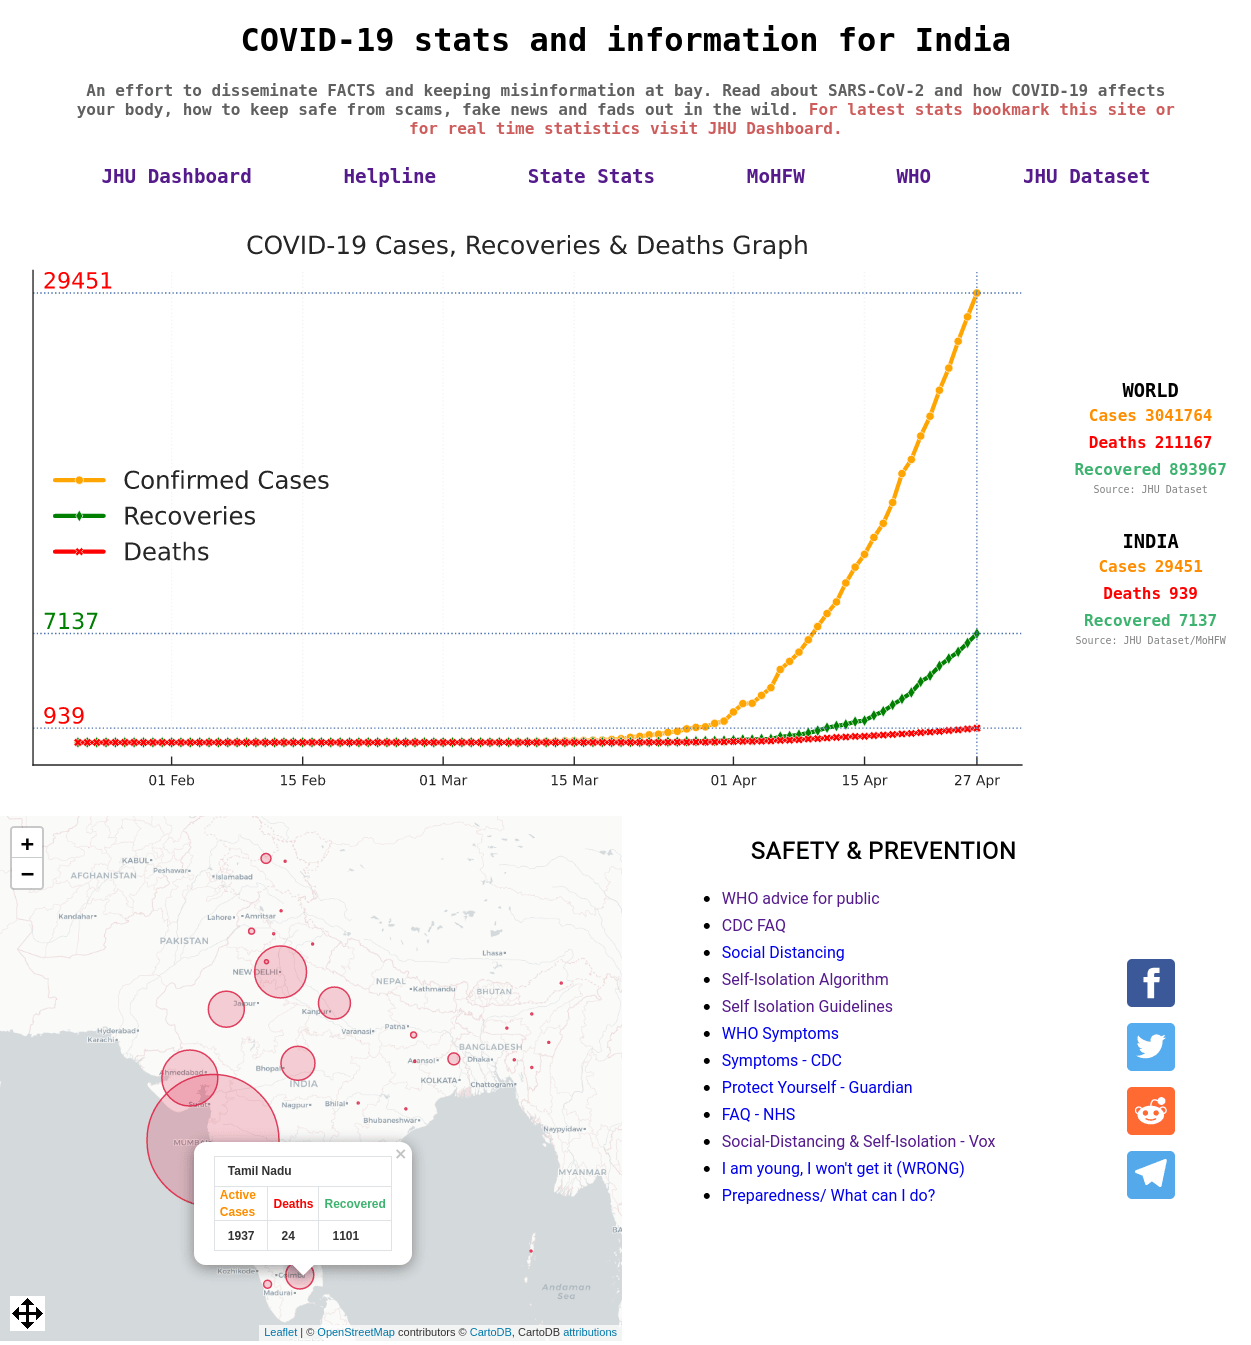 COVID-19 stats and information for India
An effort to disseminate FACTS and keeping misinformation at bay. Read about SARS-CoV-2 and how COVID-19 affects
your body, how to keep safe from scams, fake news and fads out in the wild. For latest stats bookmark this site or
for real time statistics visit JHU Dashboard.
JHU Dashboard Helpline State Stats MoHFW WHO JHU Dataset
COVID-19 Cases, Recoveries & Deaths Graph
29451
Confirmed Cases
Recoveries
Deaths
7137
939
01 Feb 15 Feb 01 Mar 15 Mar 01 Apr 15 Apr 27 Apr
WORLD
Cases 3041764
Deaths 211167
Recovered 893967
Source: JHU Dataset
INDIA
Cases 29451
Deaths 939
Recovered 7137
Source: JHU Dataset/MoHFW
+
−
KABUL
Peshawar
Islamabad
AFGHANISTAN
Kandahar
Lahore
Amritsar
PAKISTAN
Lhasa
NEW DELHI
NEPAL
Kathmandu
BHUTAN
Jaipur
Kanpur
Hyderabad
Karachi
Varanasi
Patna
BANGLADESH
Asansol
Dhaka
Ahmedabad
Bhopal
INDIA
KOLKATA
Chattogram
Surat
Nagpur
Bhilai
Bhubaneshwar
MUMBAI
Naypyidaw
MYANMAR
×
Tamil Nadu
Active
Cases
Deaths Recovered
1937 24 1101
BA
Kozhikode
Madurai
Andaman
Sea
Leaflet | © OpenStreetMap contributors © CartoDB, CartoDB attributions
SAFETY & PREVENTION
WHO advice for public
CDC FAQ
Social Distancing
Self-Isolation Algorithm
Self Isolation Guidelines
WHO Symptoms
Symptoms - CDC
Protect Yourself - Guardian
FAQ - NHS
Social-Distancing & Self-Isolation - Vox
I am young, I won't get it (WRONG)
Preparedness/ What can I do?